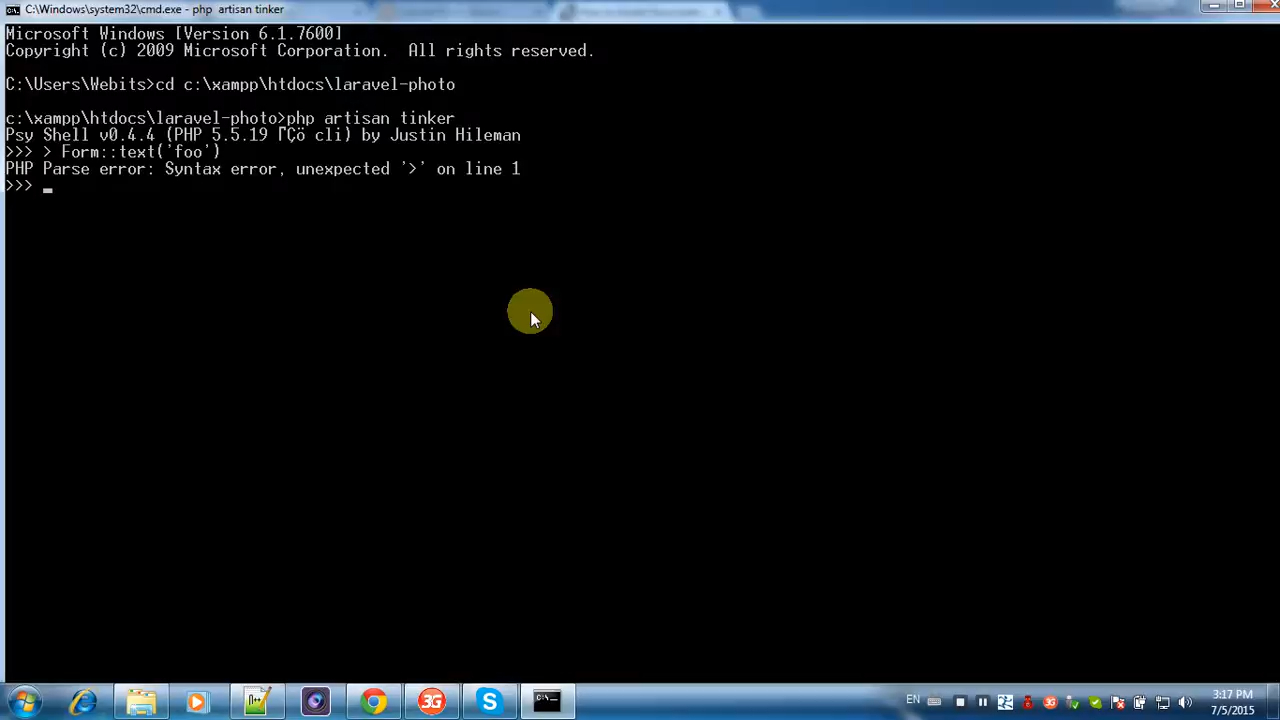 C:\Windows\system32\cmd.exe - php artisan tinker
Microsoft Windows [Version 6.1.7600]
Copyright (c) 2009 Microsoft Corporation. All rights reserved.
C:\Users\Webits>cd c:\xampp\htdocs\laravel-photo
c:\xampp\htdocs\laravel-photo>php artisan tinker
Psy Shell v0.4.4 (PHP 5.5.19 ΓÇö cli) by Justin Hileman
>>> > Form::text('foo')
PHP Parse error: Syntax error, unexpected '>' on line 1
>>>
EN
3:17 PM
7/5/2015
3G
3G